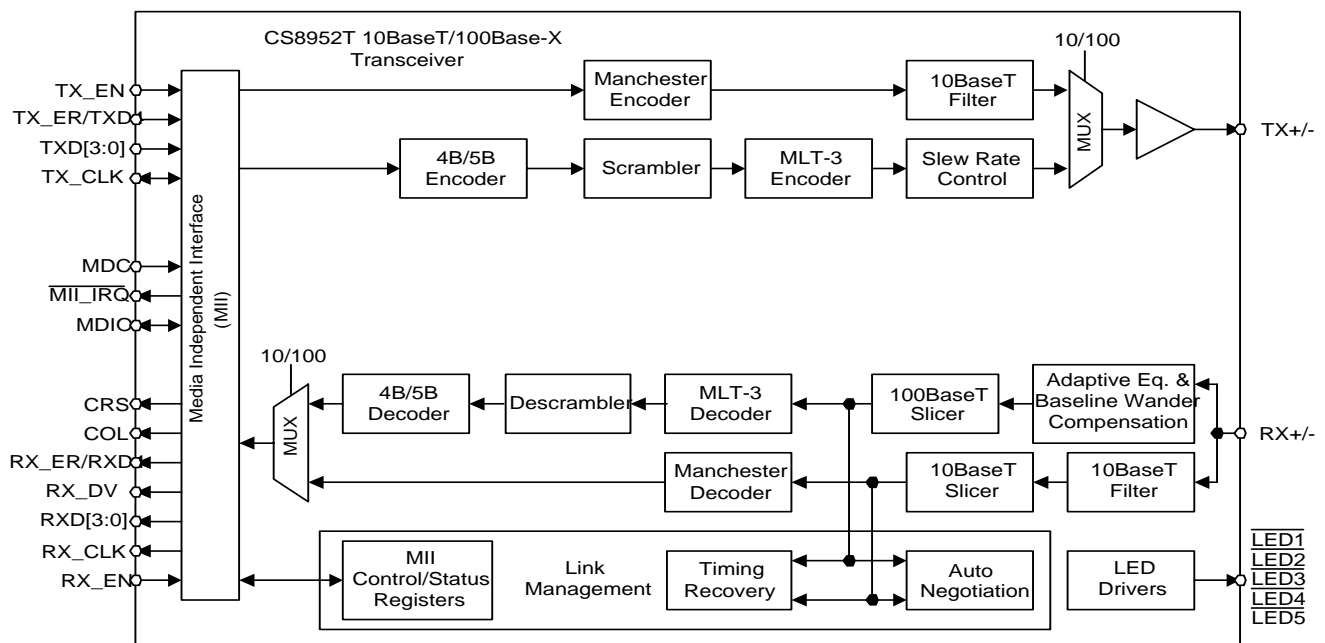 CS8952T 10BaseT/100Base-X
Transceiver
10/100
TX_EN
TX_ER/TXD4
TXD[3:0]
TX_CLK
MDC
MII_IRQ
MDIO
CRS
COL
RX_ER/RXD
RX_DV
RXD[3:0]
RX_CLK
RX_EN
Media Independent Interface
(MII)
Manchester
Encoder
10BaseT
Filter
4B/5B
Encoder
Scrambler
MLT-3
Encoder
Slew Rate
Control
MUX
TX+/-
10/100
MUX
4B/5B
Decoder
Descrambler
MLT-3
Decoder
100BaseT
Slicer
Adaptive Eq. &
Baseline Wander
Compensation
RX+/-
Manchester
Decoder
10BaseT
Slicer
10BaseT
Filter
MII
Control/Status
Registers
Link
Management
Timing
Recovery
Auto
Negotiation
LED
Drivers
LED1
LED2
LED3
LED4
LED5